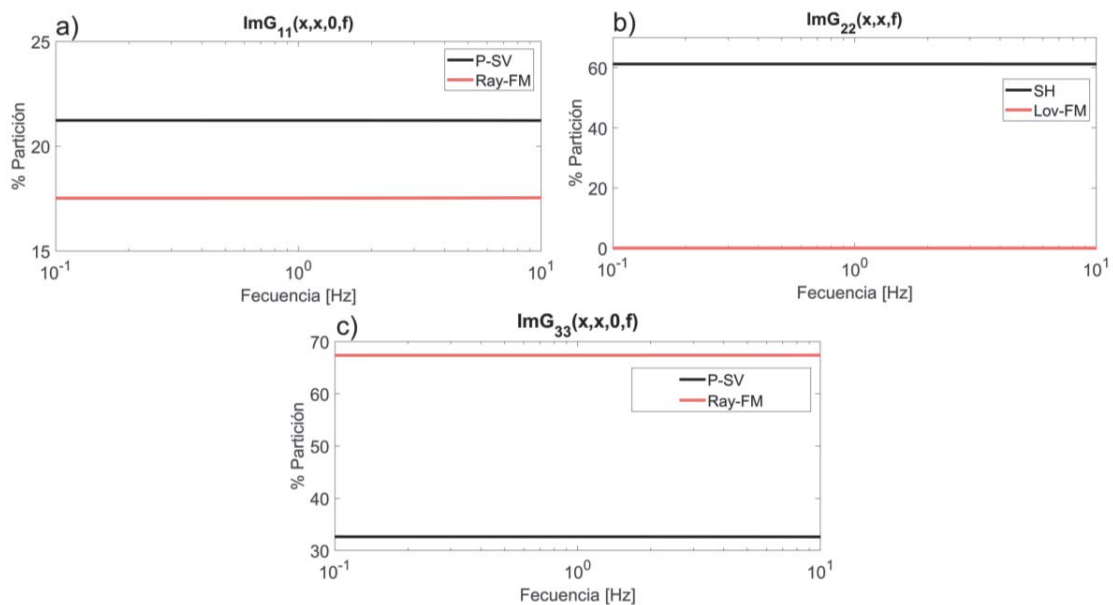 a)
ImG11(x,x,0,f)
25
20
15
% Partición
P-SV
Ray-FM
10-1
100
101
Fecuencia [Hz]
b)
ImG22(x,x,f)
60
40
20
0
% Partición
SH
Lov-FM
10-1
100
101
Fecuencia [Hz]
c)
ImG33(x,x,0,f)
70
60
50
40
30
% Partición
P-SV
Ray-FM
10-1
100
101
Fecuencia [Hz]